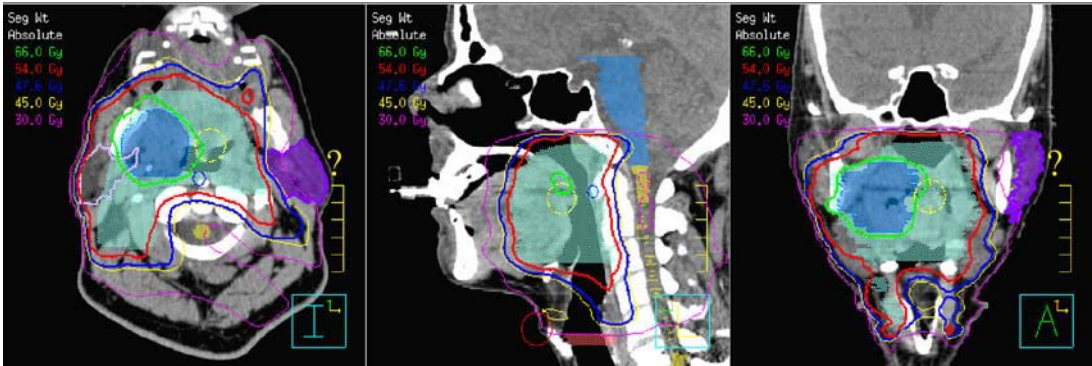 Seg Wt
Absolute
66.0 Gy
54.0 Gy
47.6 Gy
45.0 Gy
30.0 Gy
?
I
Seg Wt
Absolute
66.0 Gy
54.0 Gy
47.6 Gy
45.0 Gy
30.0 Gy
L
Seg Wt
Absolute
66.0 Gy
54.0 Gy
47.6 Gy
45.0 Gy
30.0 Gy
?
A